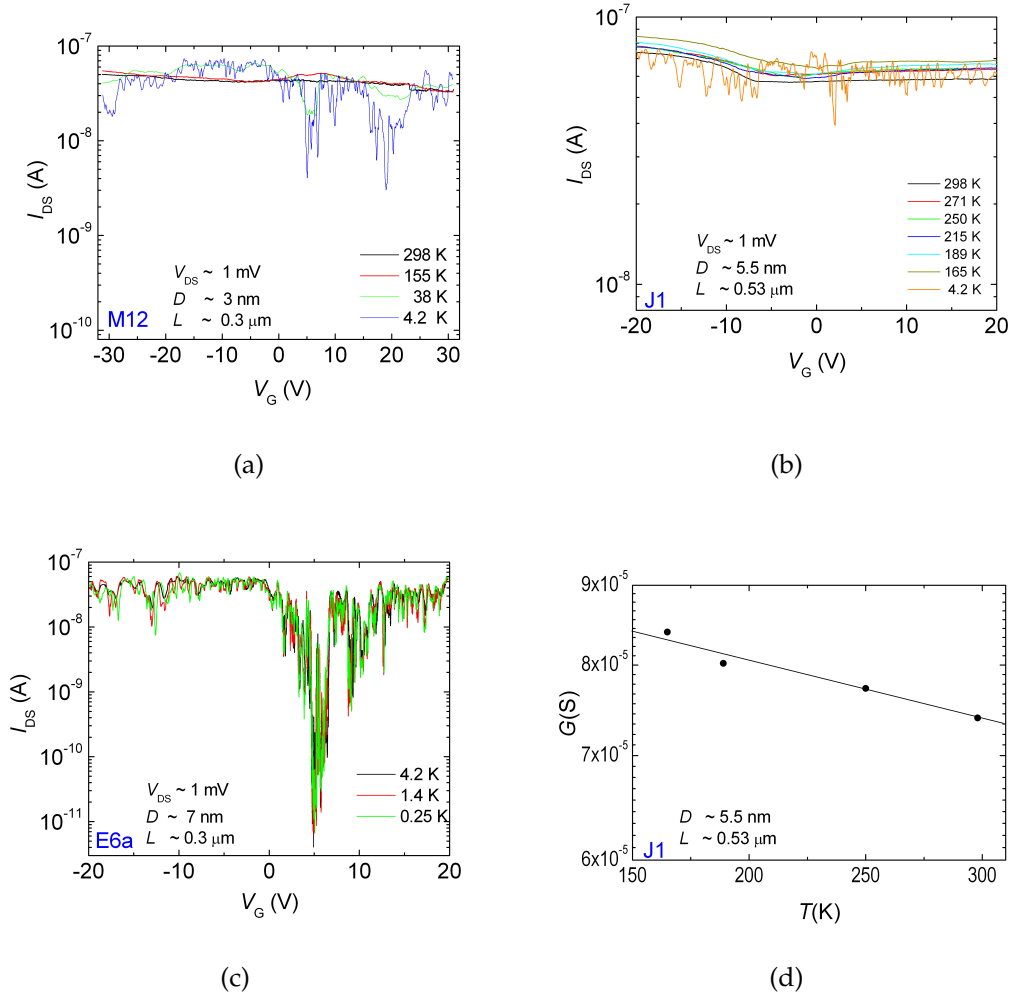 10⁻⁷
10⁻⁸
10⁻⁹
10⁻¹⁰
I_DS (A)
V_DS ~ 1 mV
D ~ 3 nm
L ~ 0.3 μm
M12
298 K
155 K
38 K
4.2 K
-30 -20 -10 0 10 20 30
V_G (V)
(a)
10⁻⁷
10⁻⁸
I_DS (A)
298 K
271 K
250 K
215 K
189 K
165 K
4.2 K
V_DS ~ 1 mV
D ~ 5.5 nm
L ~ 0.53 μm
J1
-20 -10 0 10 20
V_G (V)
(b)
10⁻⁷
10⁻⁸
10⁻⁹
10⁻¹⁰
10⁻¹¹
I_DS (A)
V_DS ~ 1 mV
D ~ 7 nm
L ~ 0.3 μm
E6a
4.2 K
1.4 K
0.25 K
-20 -15 -10 -5 0 5 10 15 20
V_G (V)
(c)
9x10⁻⁵
8x10⁻⁵
7x10⁻⁵
6x10⁻⁵
G(S)
D ~ 5.5 nm
L ~ 0.53 μm
J1
150 200 250 300
T(K)
(d)